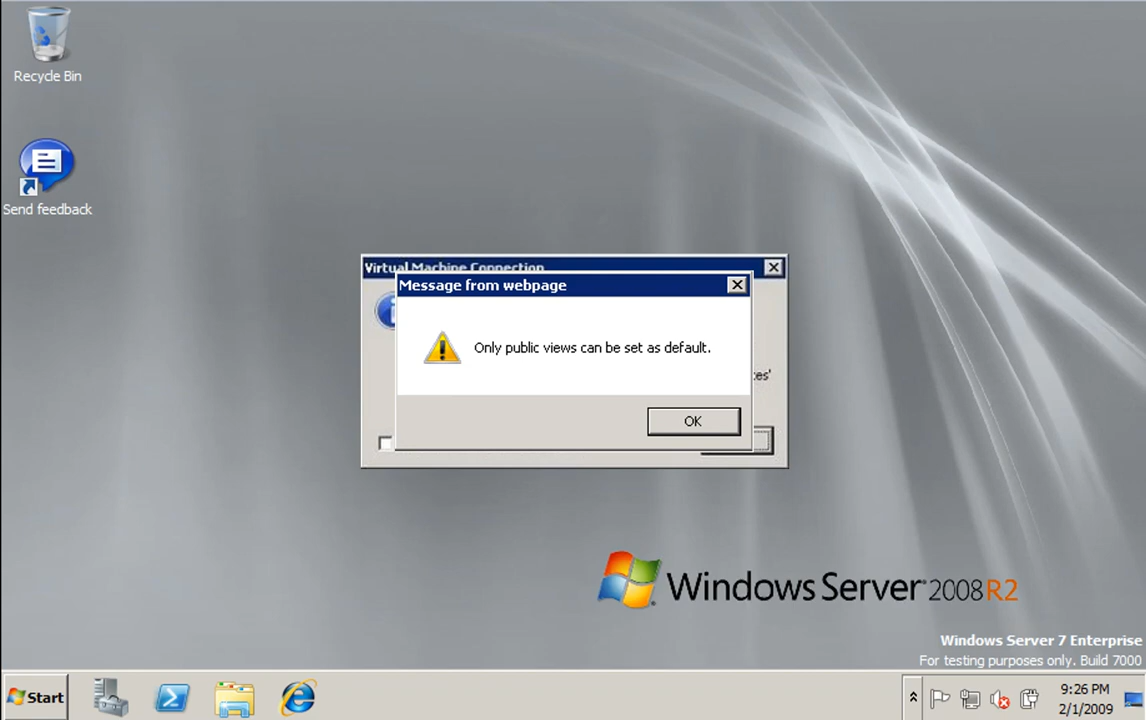 Recycle Bin
Send feedback
Virtual Machine Connection
Message from webpage
Only public views can be set as default.
OK
Windows Server 2008 R2
Windows Server 7 Enterprise
For testing purposes only. Build 7000
Start
9:26 PM
2/1/2009